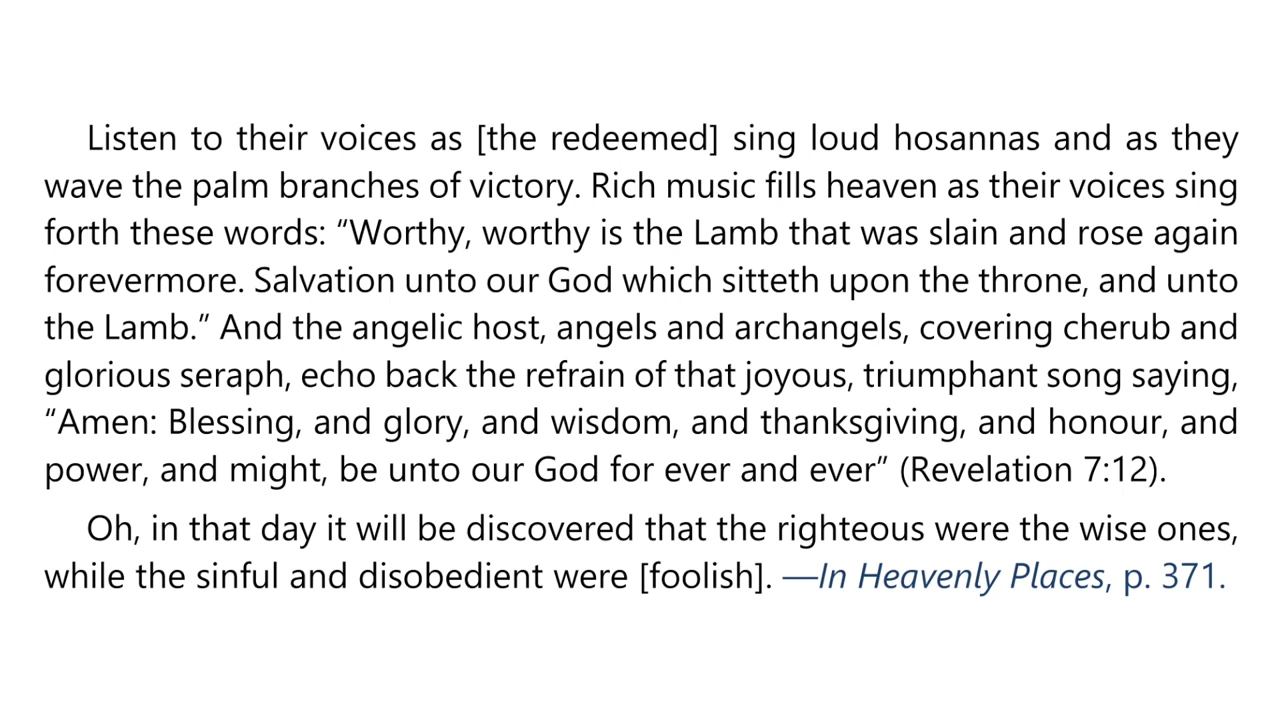 Listen to their voices as [the redeemed] sing loud hosannas and as they
wave the palm branches of victory. Rich music fills heaven as their voices sing
forth these words: “Worthy, worthy is the Lamb that was slain and rose again
forevermore. Salvation unto our God which sitteth upon the throne, and unto
the Lamb.” And the angelic host, angels and archangels, covering cherub and
glorious seraph, echo back the refrain of that joyous, triumphant song saying,
“Amen: Blessing, and glory, and wisdom, and thanksgiving, and honour, and
power, and might, be unto our God for ever and ever” (Revelation 7:12).
Oh, in that day it will be discovered that the righteous were the wise ones,
while the sinful and disobedient were [foolish]. —In Heavenly Places, p. 371.